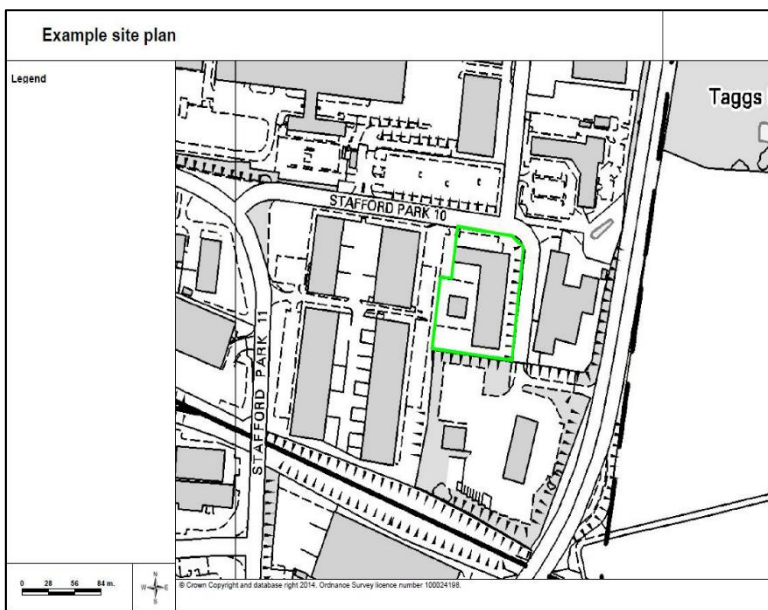 Example site plan
Legend
Taggs
STAFFORD PARK 10
STAFFORD PARK 11
0 28 56 84 m.
N
W E
S
© Crown Copyright and database right 2014. Ordnance Survey licence number 100024198.